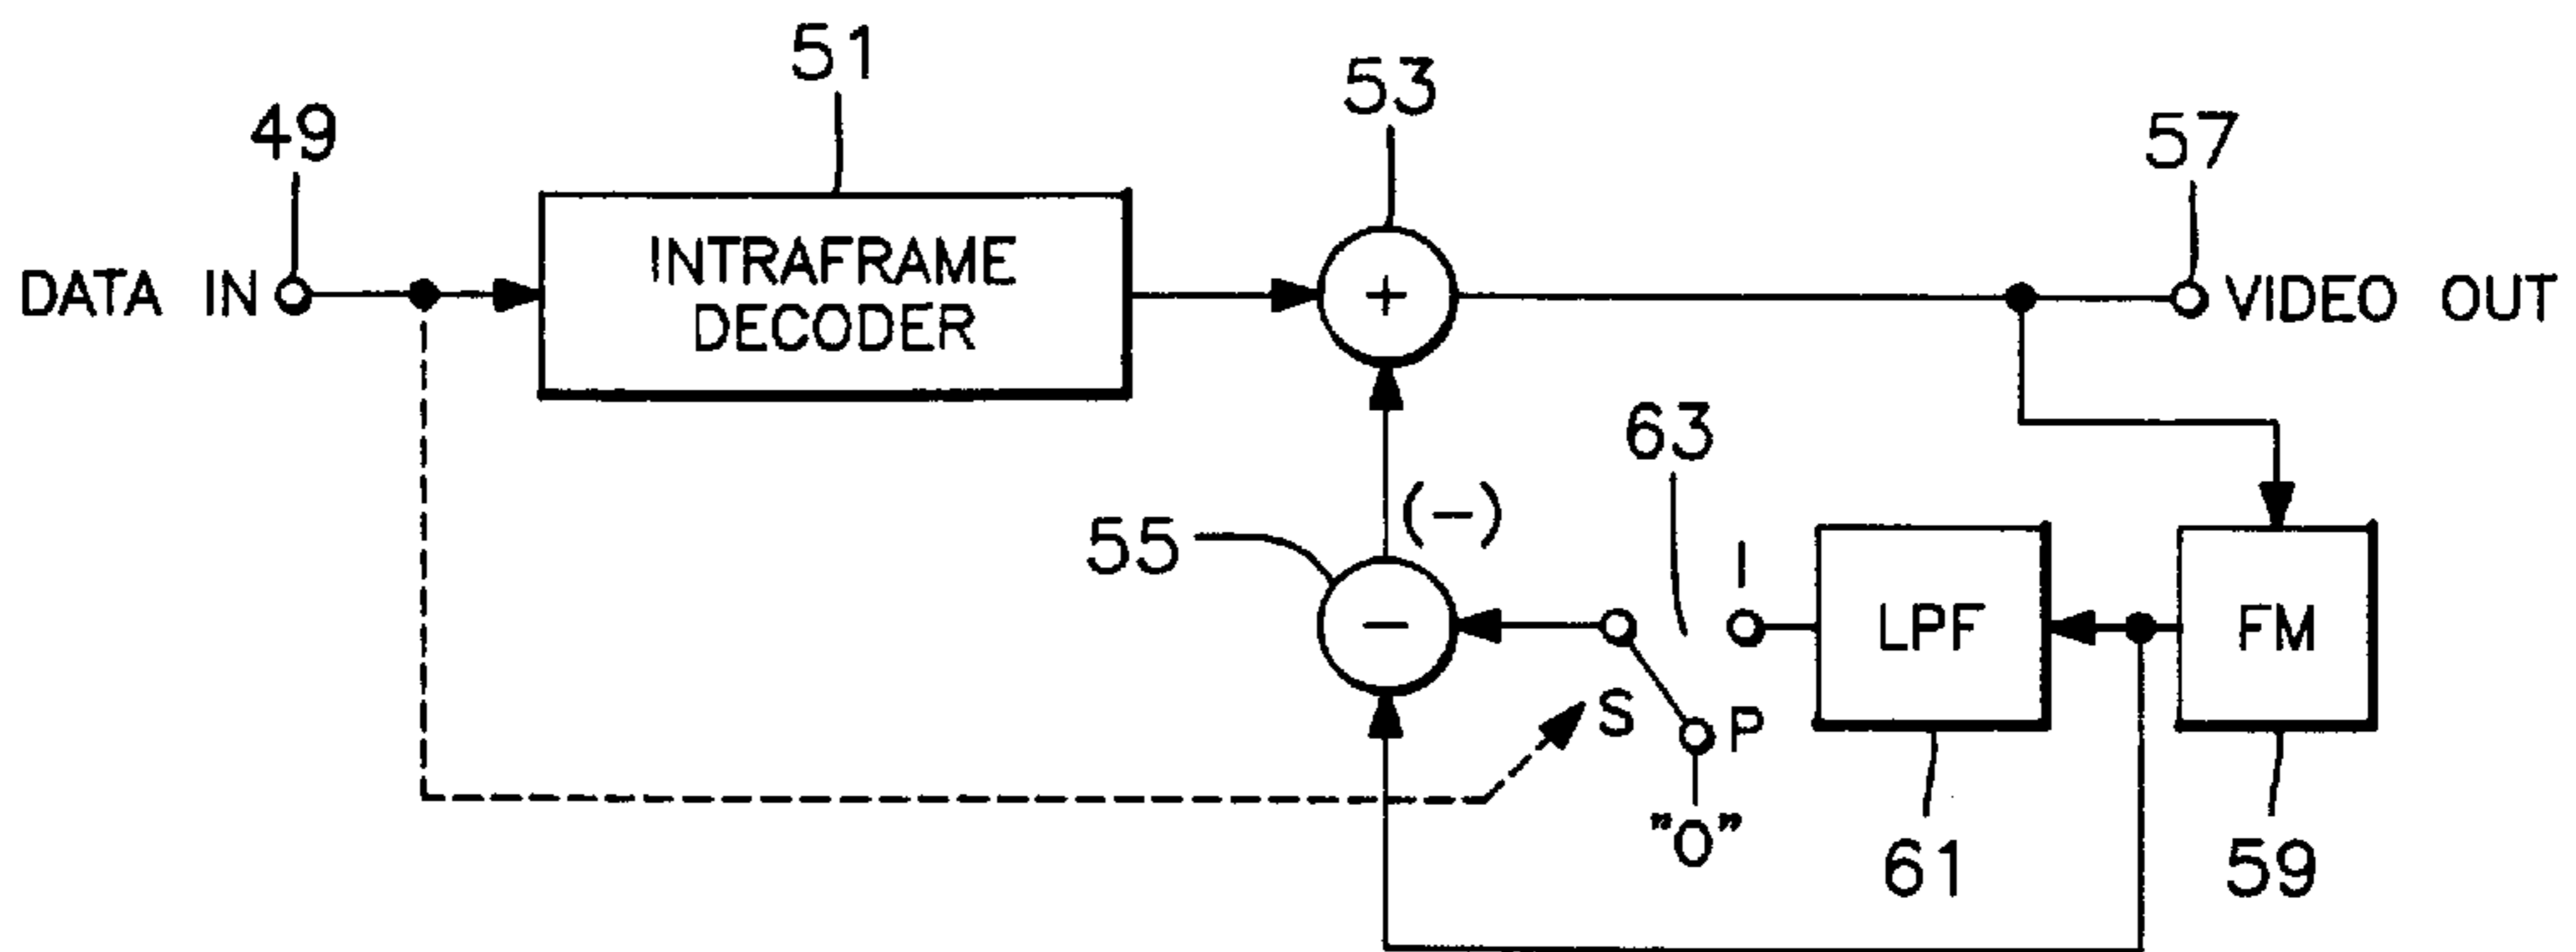 51
53
49
57
DATA IN
INTRAFRAME
DECODER
+
VIDEO OUT
63
(-)
55
I
-
LPF
FM
S
P
"0"
61
59